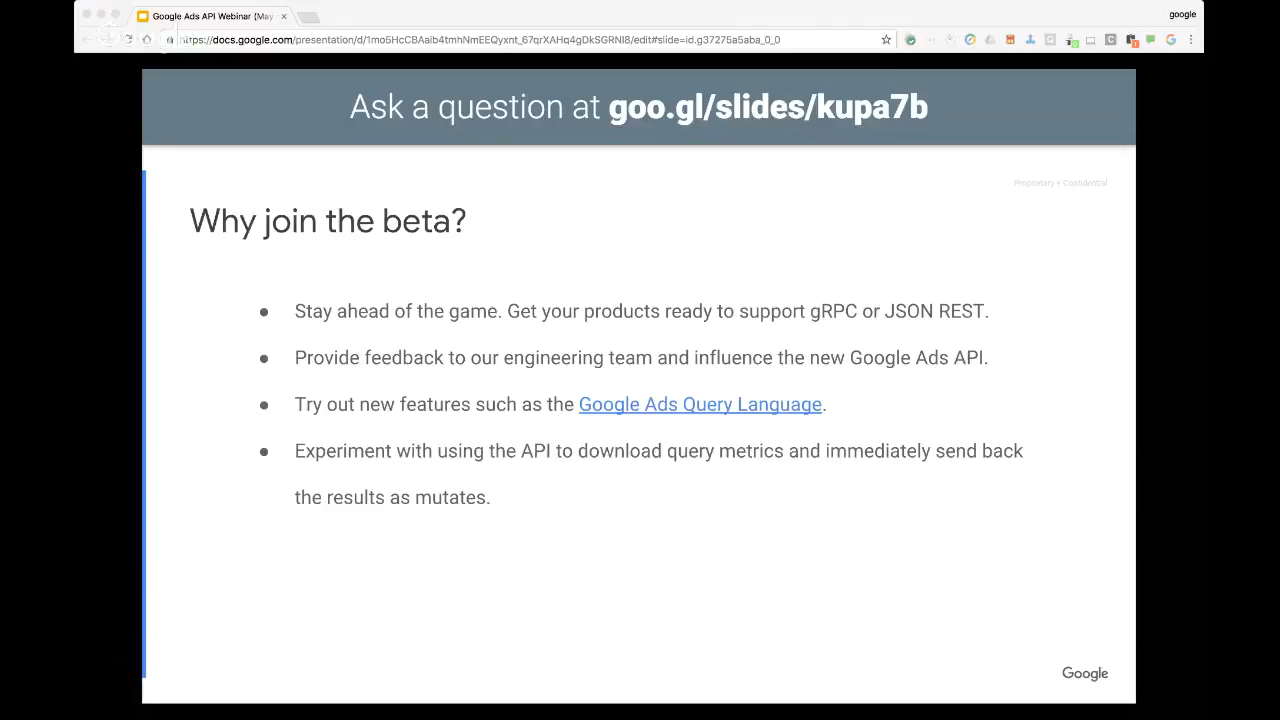 Google Ads API Webinar (May
google
https://docs.google.com/presentation/d/1mo5HcCBAaib4tmhNmEEQyxnt_67qrXAHq4gDkSGRNI8/edit#slide=id.g37275a5aba_0_0
Ask a question at goo.gl/slides/kupa7b
Proprietary + Confidential
Why join the beta?
● Stay ahead of the game. Get your products ready to support gRPC or JSON REST.
● Provide feedback to our engineering team and influence the new Google Ads API.
● Try out new features such as the Google Ads Query Language.
● Experiment with using the API to download query metrics and immediately send back
the results as mutates.
Google